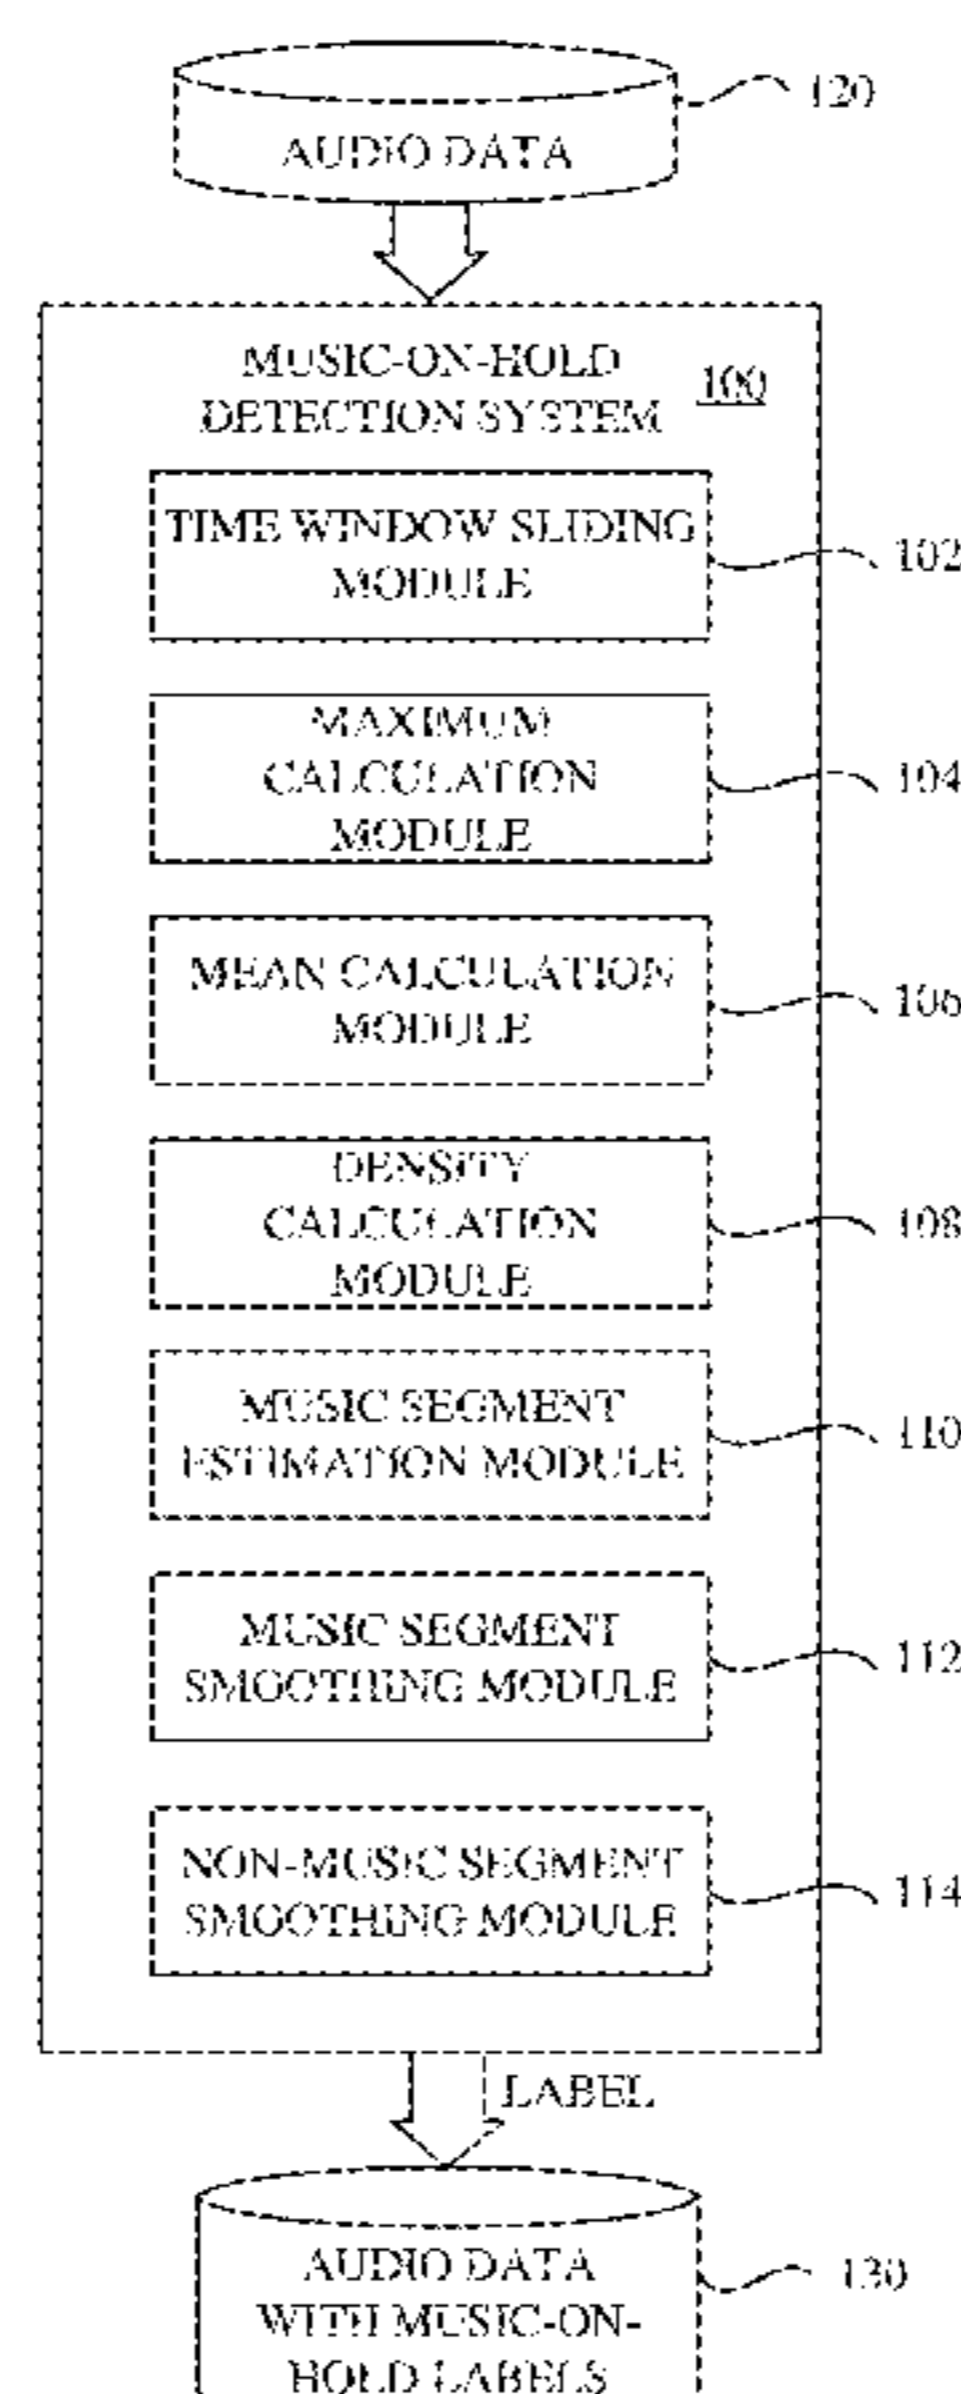 120
AUDIO DATA
MUSIC-ON-HOLD
DETECTION SYSTEM
100
TIME WINDOW SLIDING
MODULE
102
MAXIMUM
CALCULATION
MODULE
104
MEAN CALCULATION
MODULE
106
DENSITY
CALCULATION
MODULE
108
MUSIC SEGMENT
ESTIMATION MODULE
110
MUSIC SEGMENT
SMOOTHING MODULE
112
NON-MUSIC SEGMENT
SMOOTHING MODULE
114
LABEL
AUDIO DATA
WITH MUSIC-ON-
HOLD LABELS
130